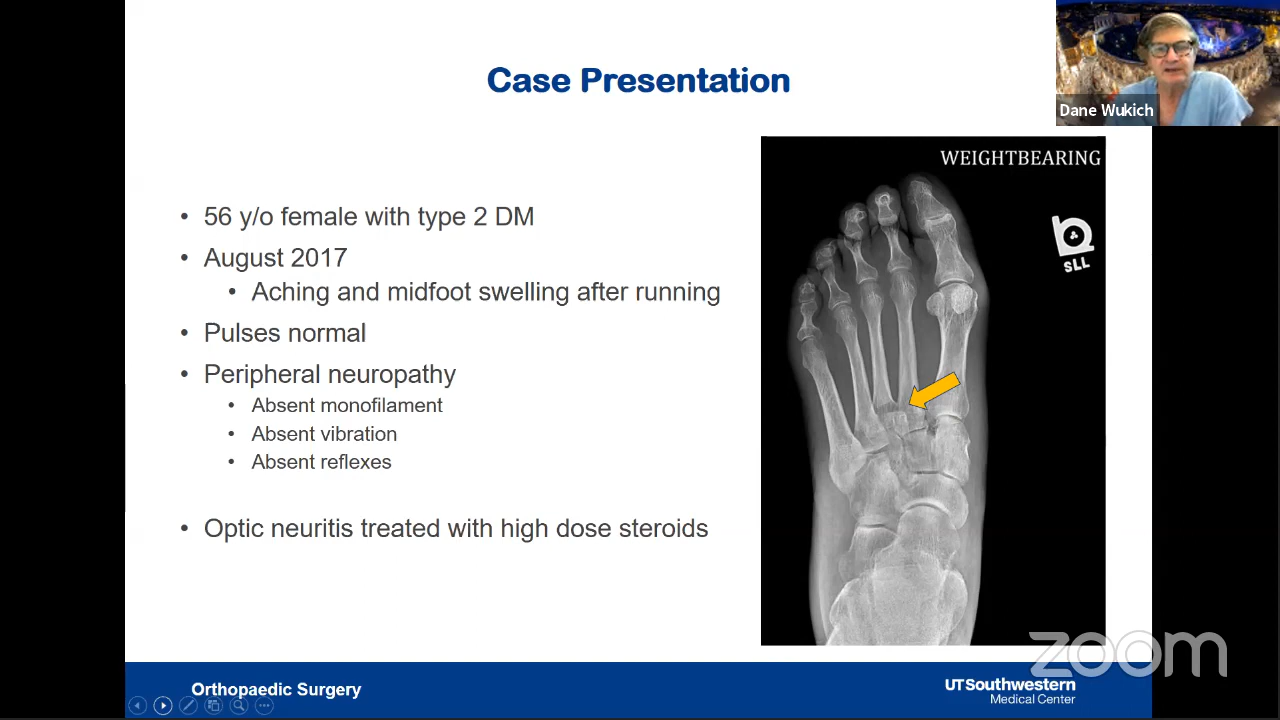 Case Presentation
Dane Wukich
WEIGHTBEARING
SLL
• 56 y/o female with type 2 DM
• August 2017
• Aching and midfoot swelling after running
• Pulses normal
• Peripheral neuropathy
• Absent monofilament
• Absent vibration
• Absent reflexes
• Optic neuritis treated with high dose steroids
zoom
Orthopaedic Surgery
UTSouthwestern
Medical Center